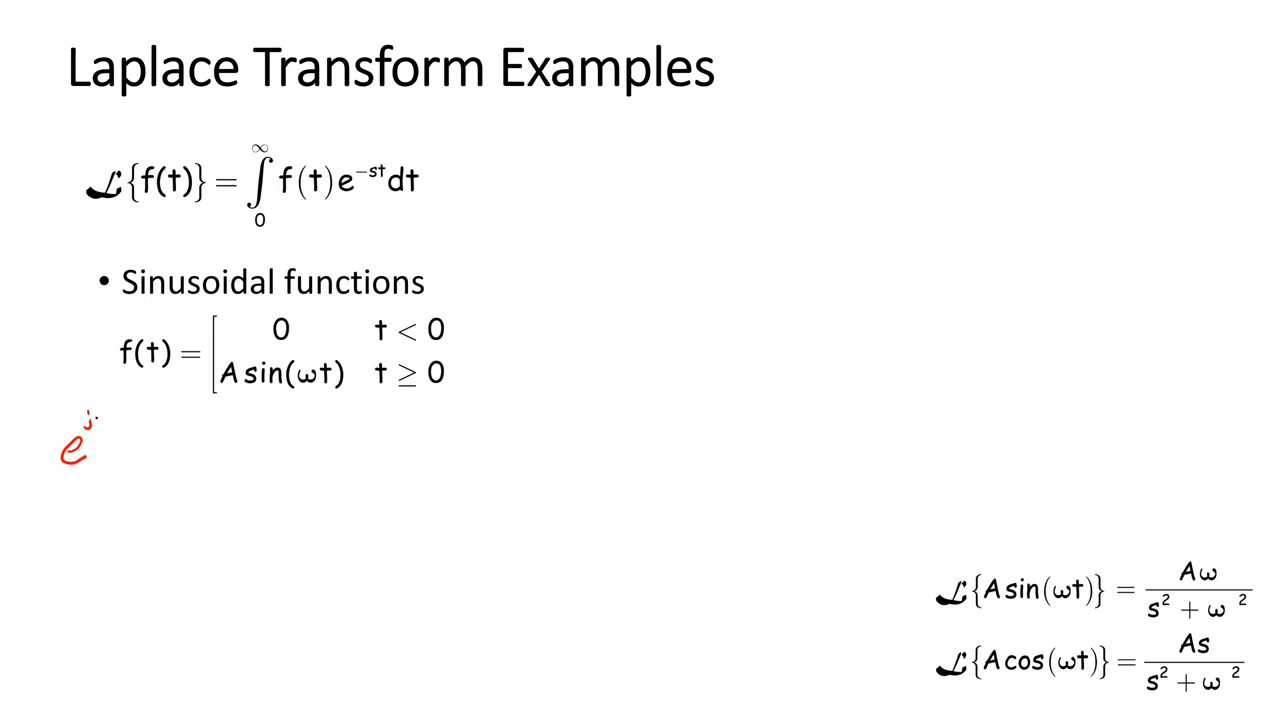 Laplace Transform Examples
ℒ{f(t)} = ∫₀^∞ f(t)e^{−st}dt
• Sinusoidal functions
f(t) = [ 0 t < 0
A sin(ωt) t ≥ 0
e^j
ℒ{A sin(ωt)} = Aω / (s² + ω²)
ℒ{A cos(ωt)} = As / (s² + ω²)